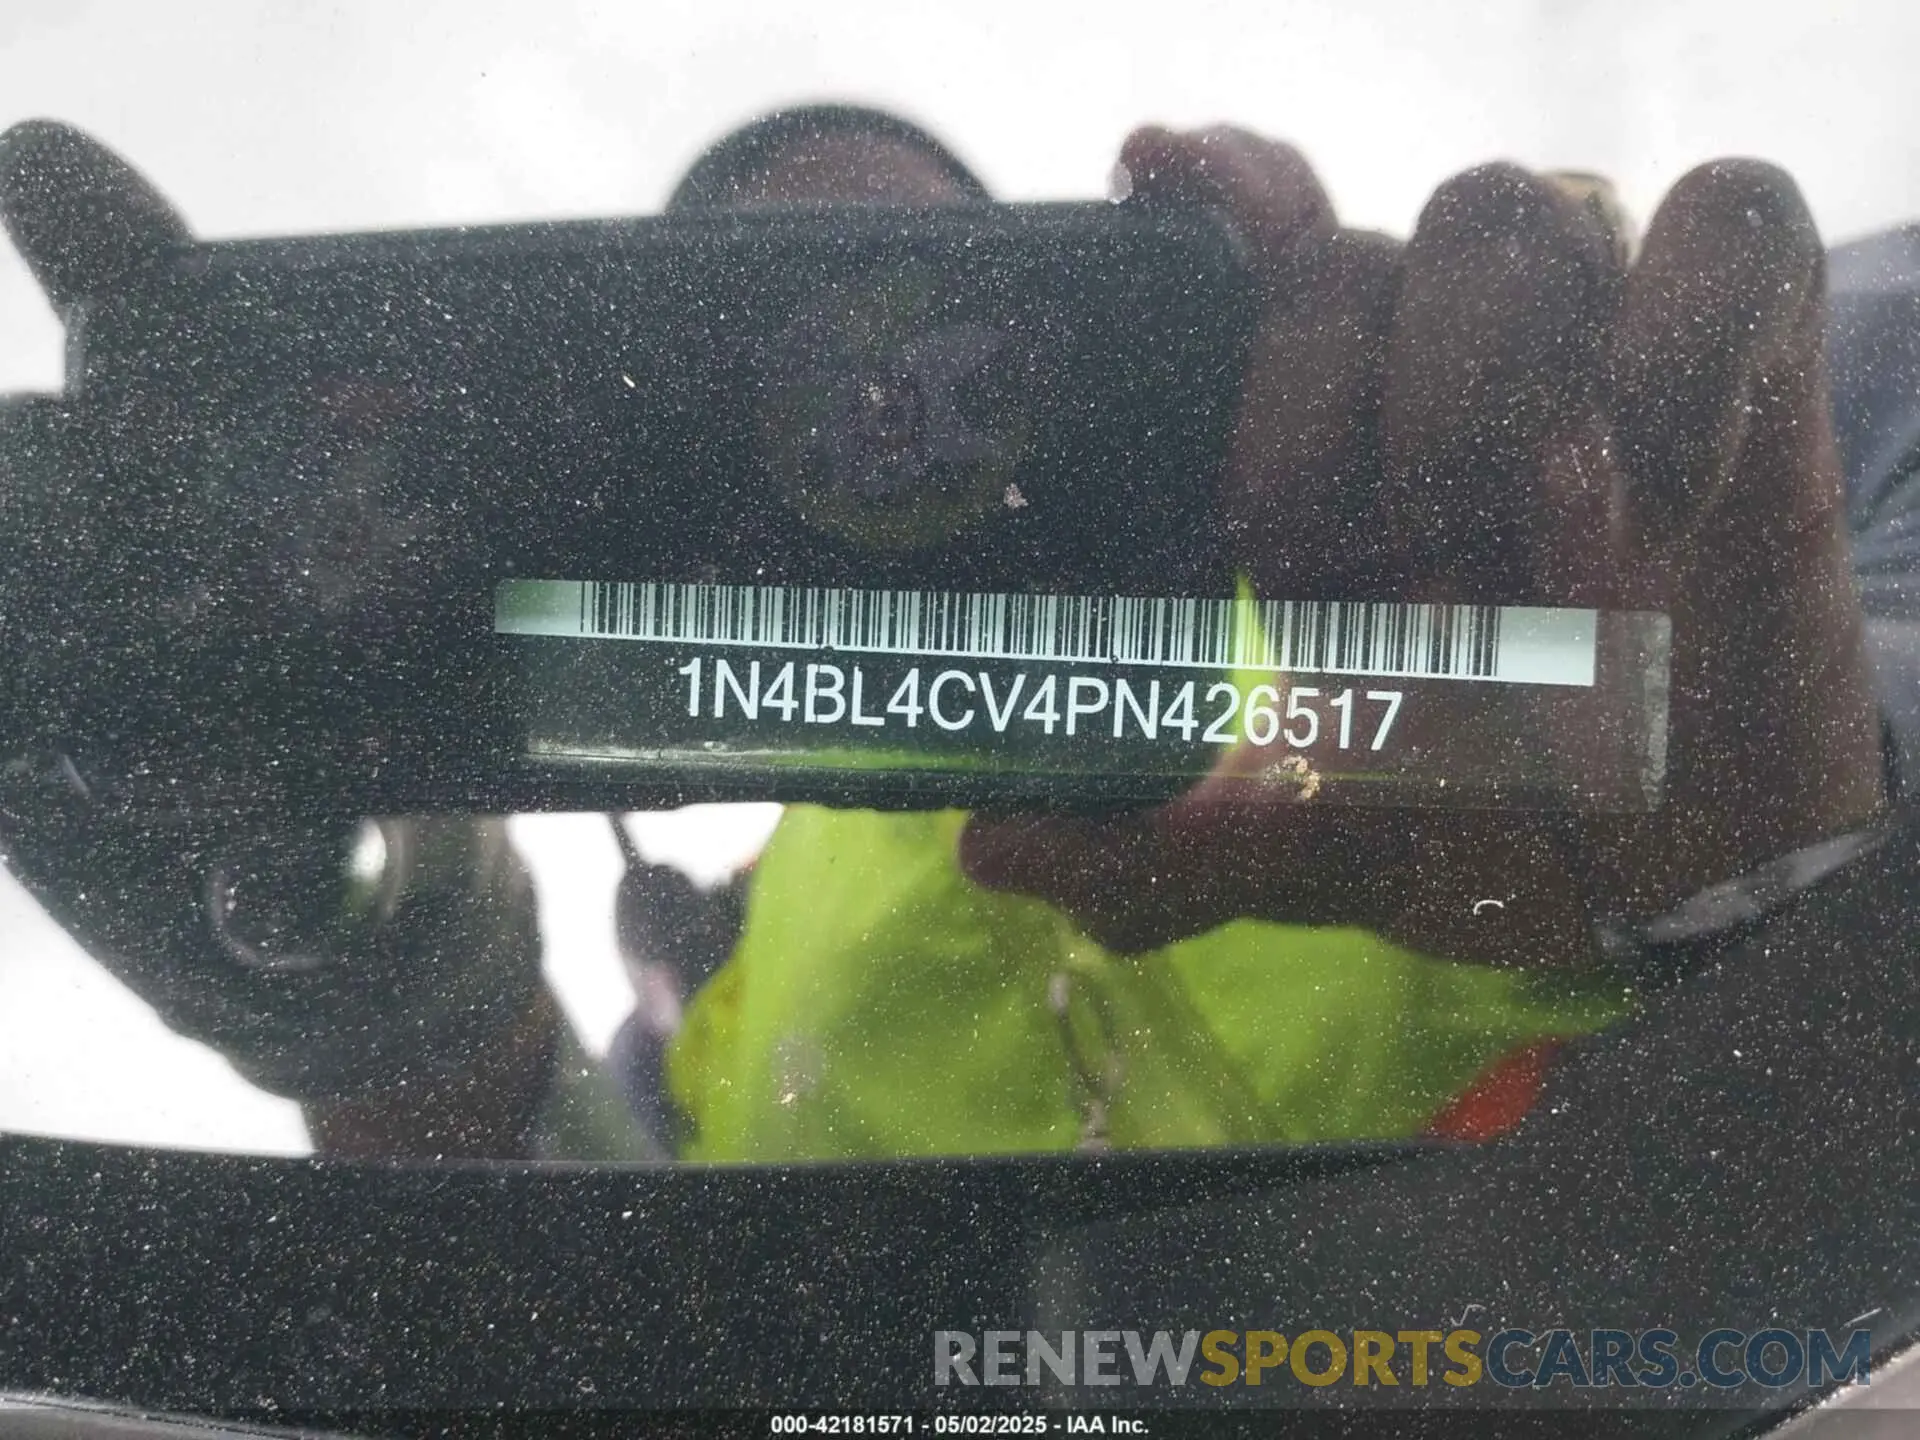 1N4BL4CV4PN426517
RENEWSPORTSCARS.COM
000-42181571 - 05/02/2025 - IAA Inc.